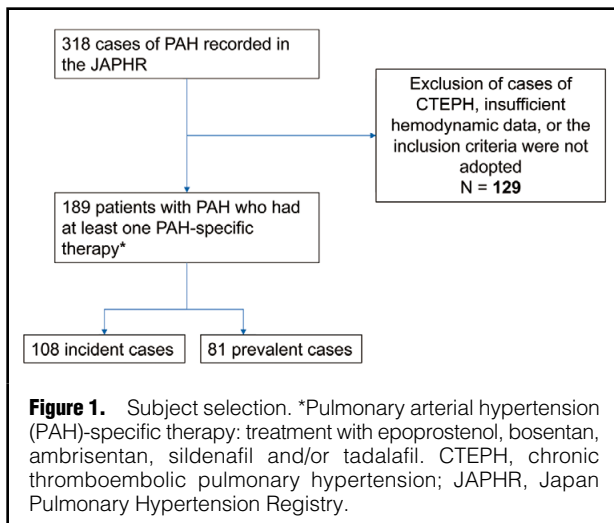 318 cases of PAH recorded in
the JAPHR
Exclusion of cases of
CTEPH, insufficient
hemodynamic data, or the
inclusion criteria were not
adopted
N = 129
189 patients with PAH who had
at least one PAH-specific
therapy*
108 incident cases
81 prevalent cases
Figure 1. Subject selection. *Pulmonary arterial hypertension
(PAH)-specific therapy: treatment with epoprostenol, bosentan,
ambrisentan, sildenafil and/or tadalafil. CTEPH, chronic
thromboembolic pulmonary hypertension; JAPHR, Japan
Pulmonary Hypertension Registry.